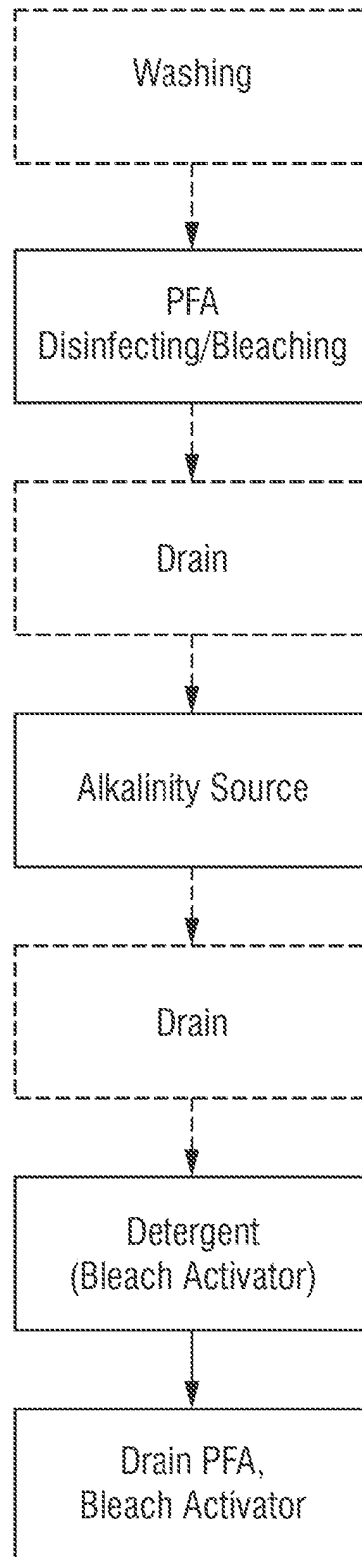 Washing
PFA
Disinfecting/Bleaching
Drain
Alkalinity Source
Drain
Detergent
(Bleach Activator)
Drain PFA,
Bleach Activator